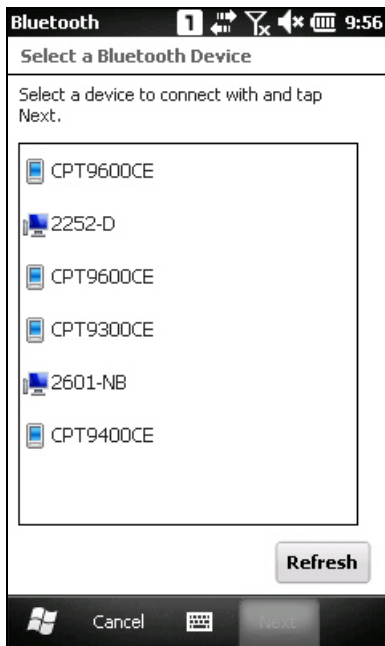 Bluetooth 1 9:56
Select a Bluetooth Device
Select a device to connect with and tap
Next.
CPT9600CE
2252-D
CPT9600CE
CPT9300CE
2601-NB
CPT9400CE
Refresh
Cancel Next